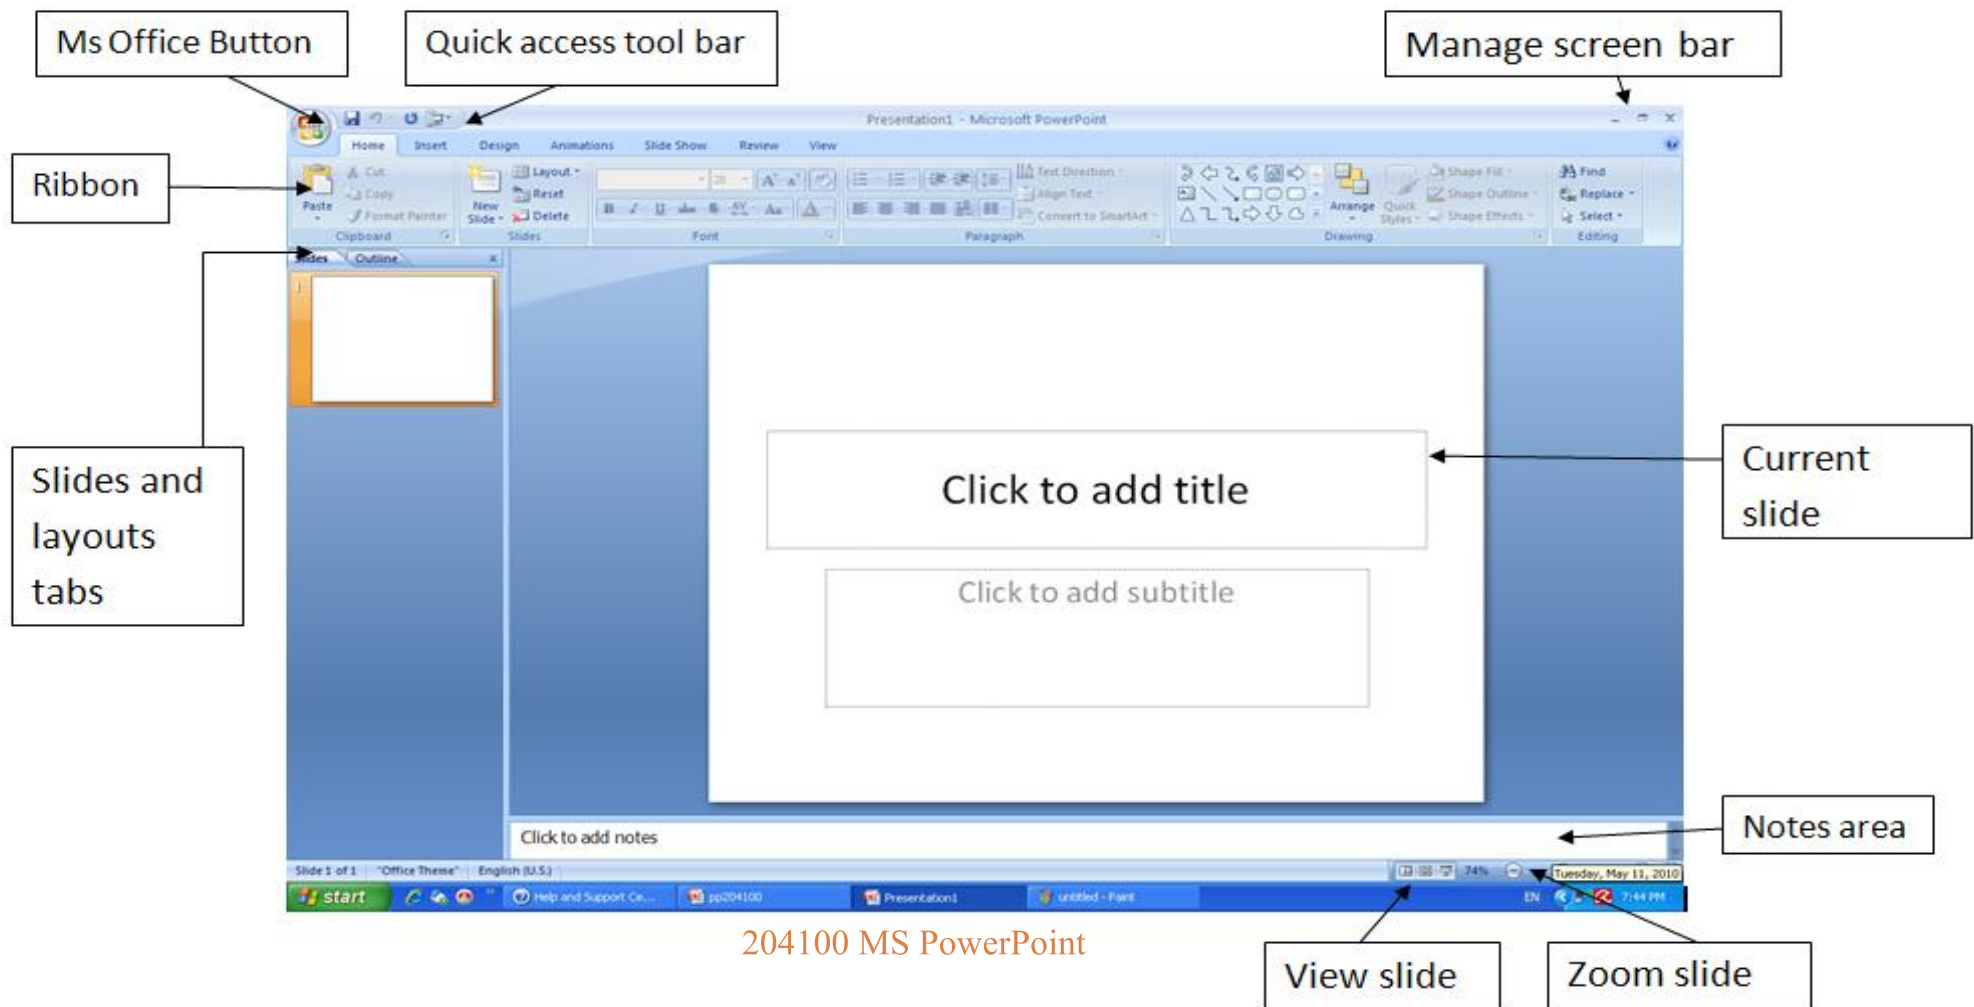 Ms Office Button
Quick access tool bar
Manage screen bar
Presentation1 - Microsoft PowerPoint
Home Insert Design Animations Slide Show Review View
Ribbon
Paste
Cut
Copy
Format Painter
Clipboard
New
Slide
Layout
Reset
Delete
Slides
Font
Text Direction
Align Text
Convert to SmartArt
Paragraph
Arrange
Quick
Styles
Shape Fill
Shape Outline
Shape Effects
Drawing
Find
Replace
Select
Editing
Outline
1
Slides and
layouts
tabs
Click to add title
Click to add subtitle
Current
slide
Click to add notes
Notes area
Slide 1 of 1 "Office Theme" English (U.S.)
74%
Tuesday, May 11, 2010
start
Help and Support Ce...
pp204100
Presentation1
untitled - Paint
EN
7:44 PM
204100 MS PowerPoint
View slide
Zoom slide